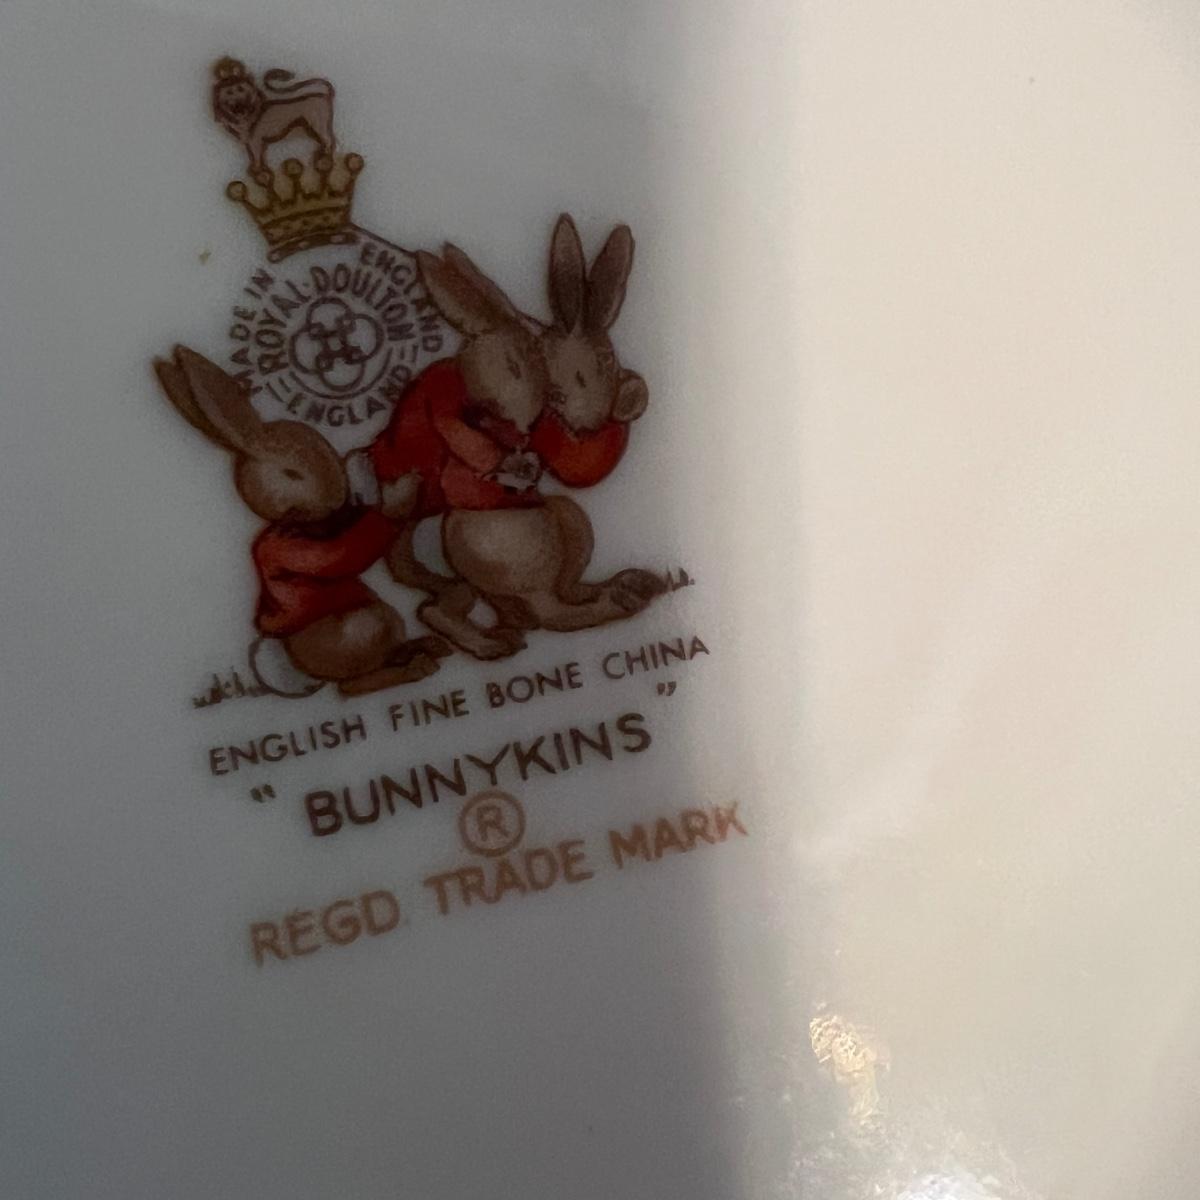 MADE IN ENGLAND
ROYAL·DOULTON
ENGLAND
ENGLISH FINE BONE CHINA
“ BUNNYKINS ”
®
REGD. TRADE MARK